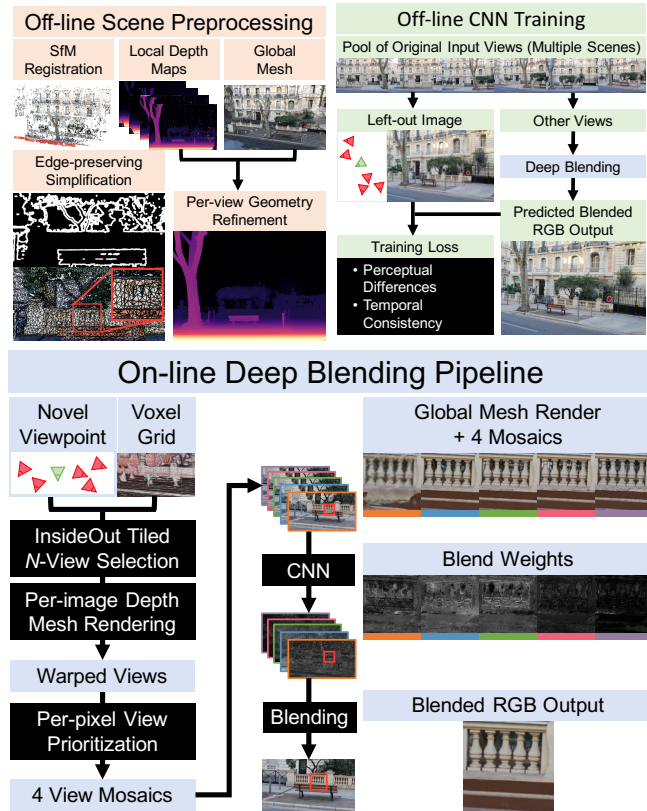 Off-line Scene Preprocessing
SfM
Registration
Local Depth
Maps
Global
Mesh
Edge-preserving
Simplification
Per-view Geometry
Refinement
Off-line CNN Training
Pool of Original Input Views (Multiple Scenes)
Left-out Image
Other Views
Deep Blending
Predicted Blended
RGB Output
Training Loss
• Perceptual
Differences
• Temporal
Consistency
On-line Deep Blending Pipeline
Novel
Viewpoint
Voxel
Grid
InsideOut Tiled
N-View Selection
Per-image Depth
Mesh Rendering
Warped Views
Per-pixel View
Prioritization
4 View Mosaics
CNN
Blending
Global Mesh Render
+ 4 Mosaics
Blend Weights
Blended RGB Output